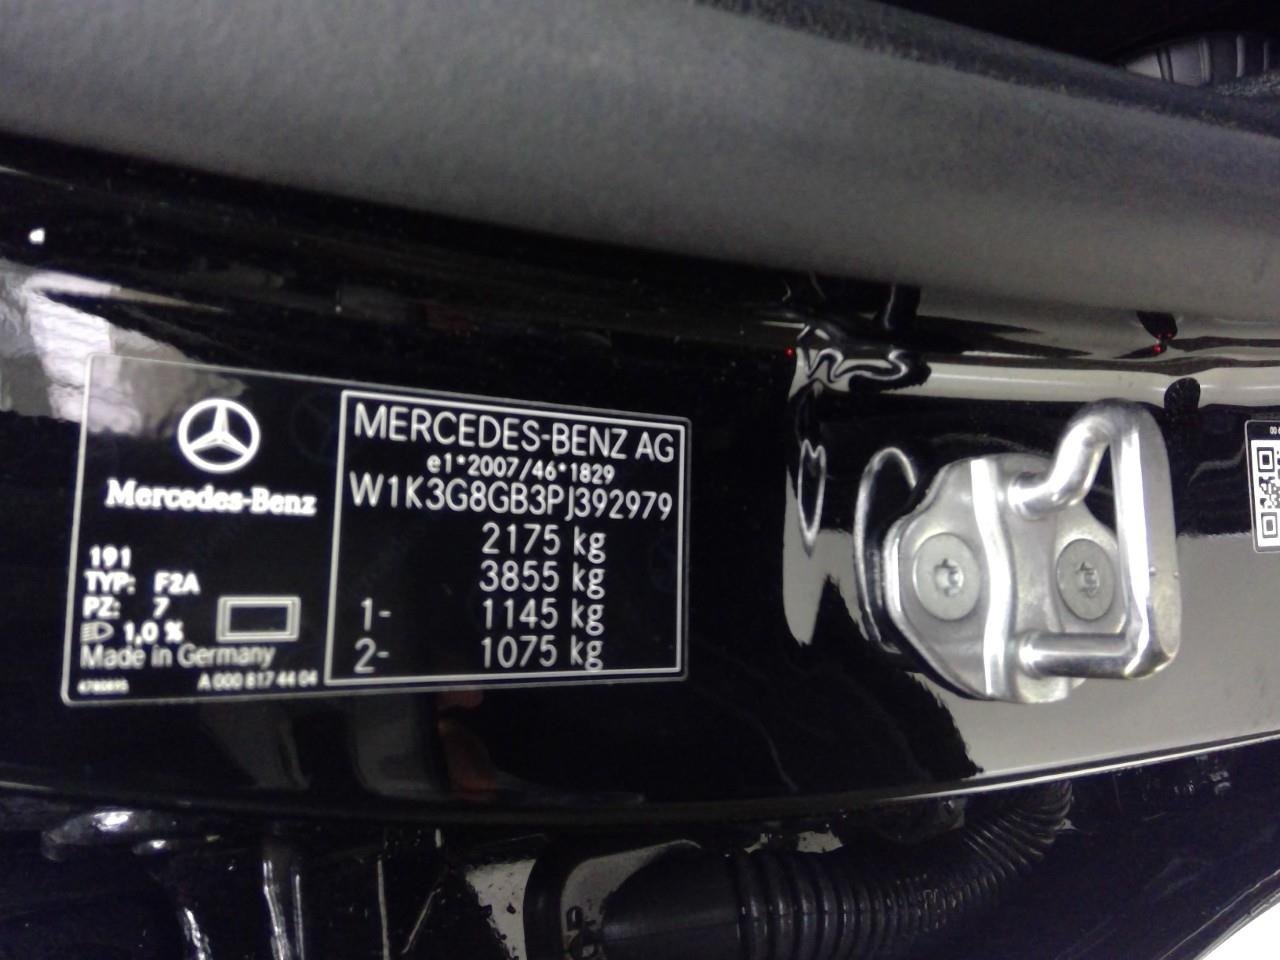 Mercedes-Benz
191
TYP: F2A
PZ: 7
1,0 %
Made in Germany
A 000 817 44 04
MERCEDES-BENZ AG
e1*2007/46*1829
W1K3G8GB3PJ392979
2175 kg
3855 kg
1- 1145 kg
2- 1075 kg